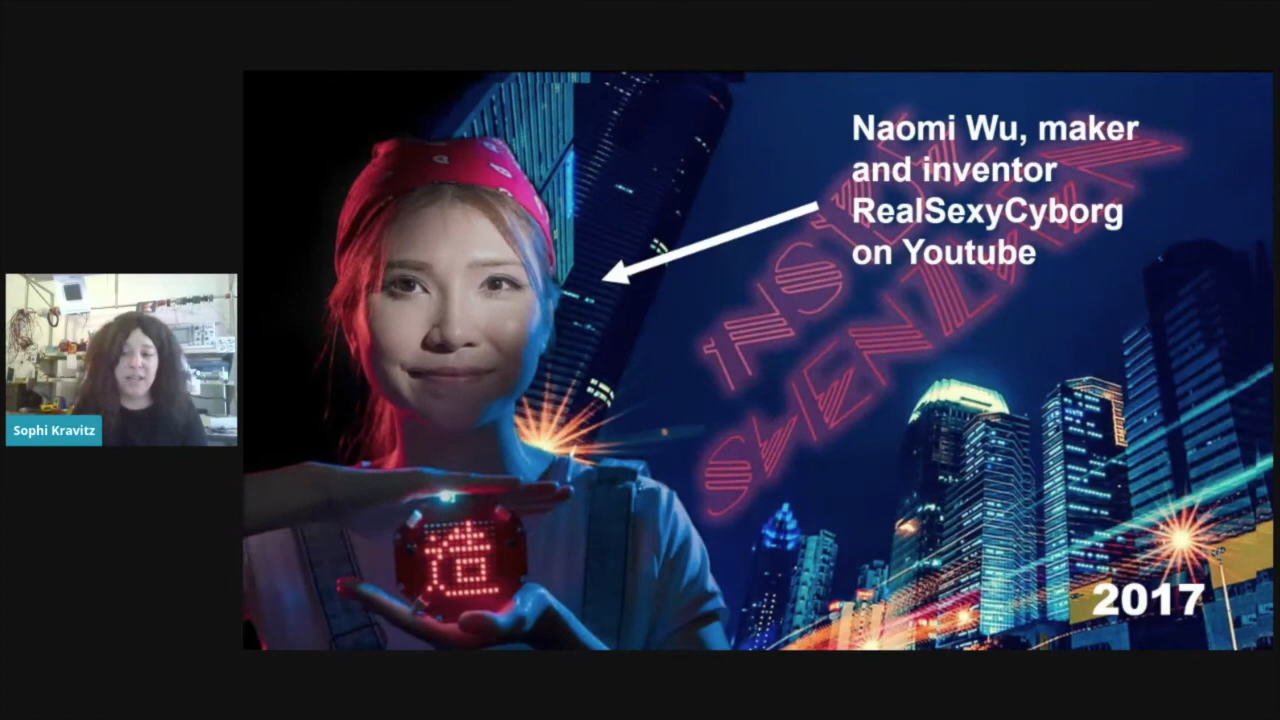 Naomi Wu, maker
and inventor
RealSexyCyborg
on Youtube
INSIDE
SHENZHEN
造
Sophi Kravitz
2017